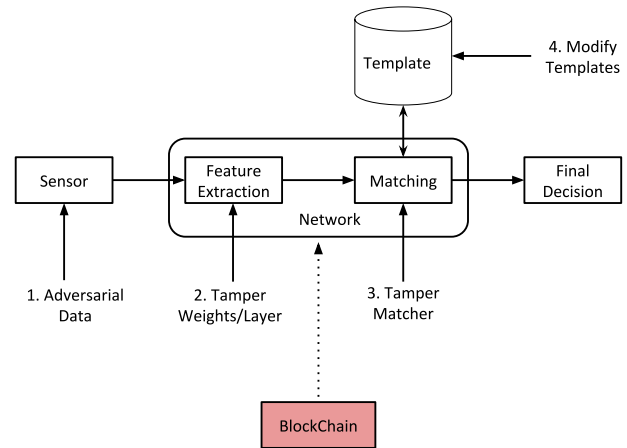 Template
4. Modify
Templates
Sensor
Feature
Extraction
Matching
Final
Decision
Network
1. Adversarial
Data
2. Tamper
Weights/Layer
3. Tamper
Matcher
BlockChain